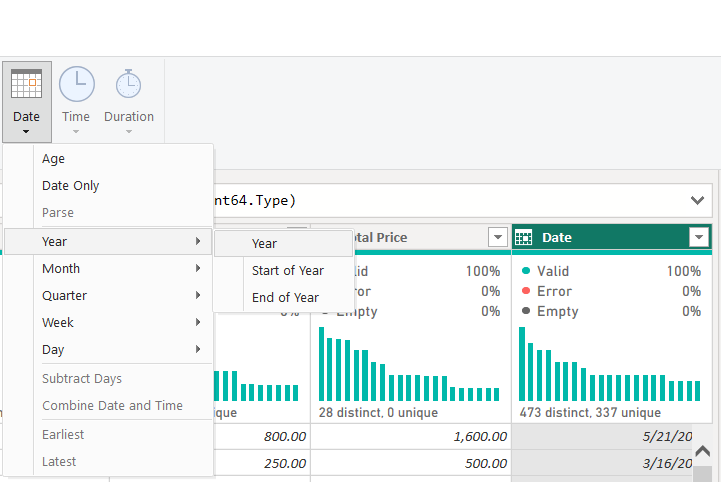 Date
Time
Duration
Age
Date Only
Parse
Year
Month
Quarter
Week
Day
Subtract Days
Combine Date and Time
Earliest
Latest
Year
Start of Year
End of Year
nt64.Type)
tal Price
Date
lid 100%
ror 0%
Empty 0%
Valid 100%
Error 0%
Empty 0%
0%
ique
28 distinct, 0 unique
473 distinct, 337 unique
800.00 1,600.00 5/21/20
250.00 500.00 3/16/20